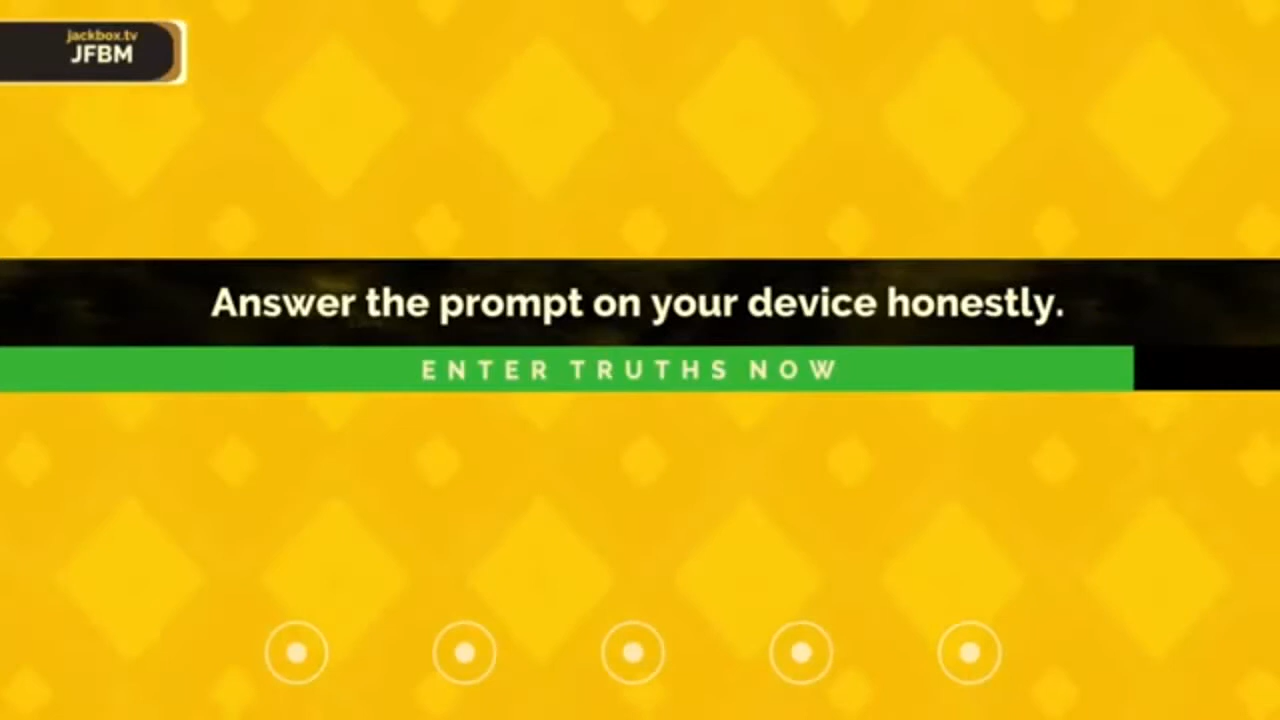 jackbox.tv
JFBM
Answer the prompt on your device honestly.
ENTER TRUTHS NOW